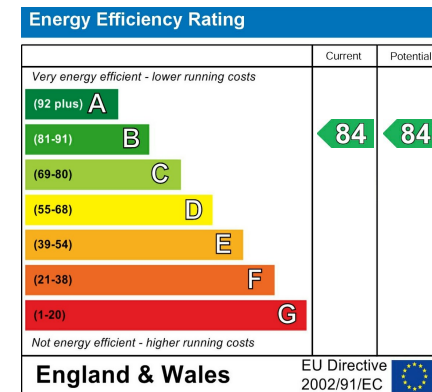 Energy Efficiency Rating
Current Potential
Very energy efficient - lower running costs
(92 plus) A
(81-91) B
84 84
(69-80) C
(55-68) D
(39-54) E
(21-38) F
(1-20) G
Not energy efficient - higher running costs
England & Wales
EU Directive
2002/91/EC